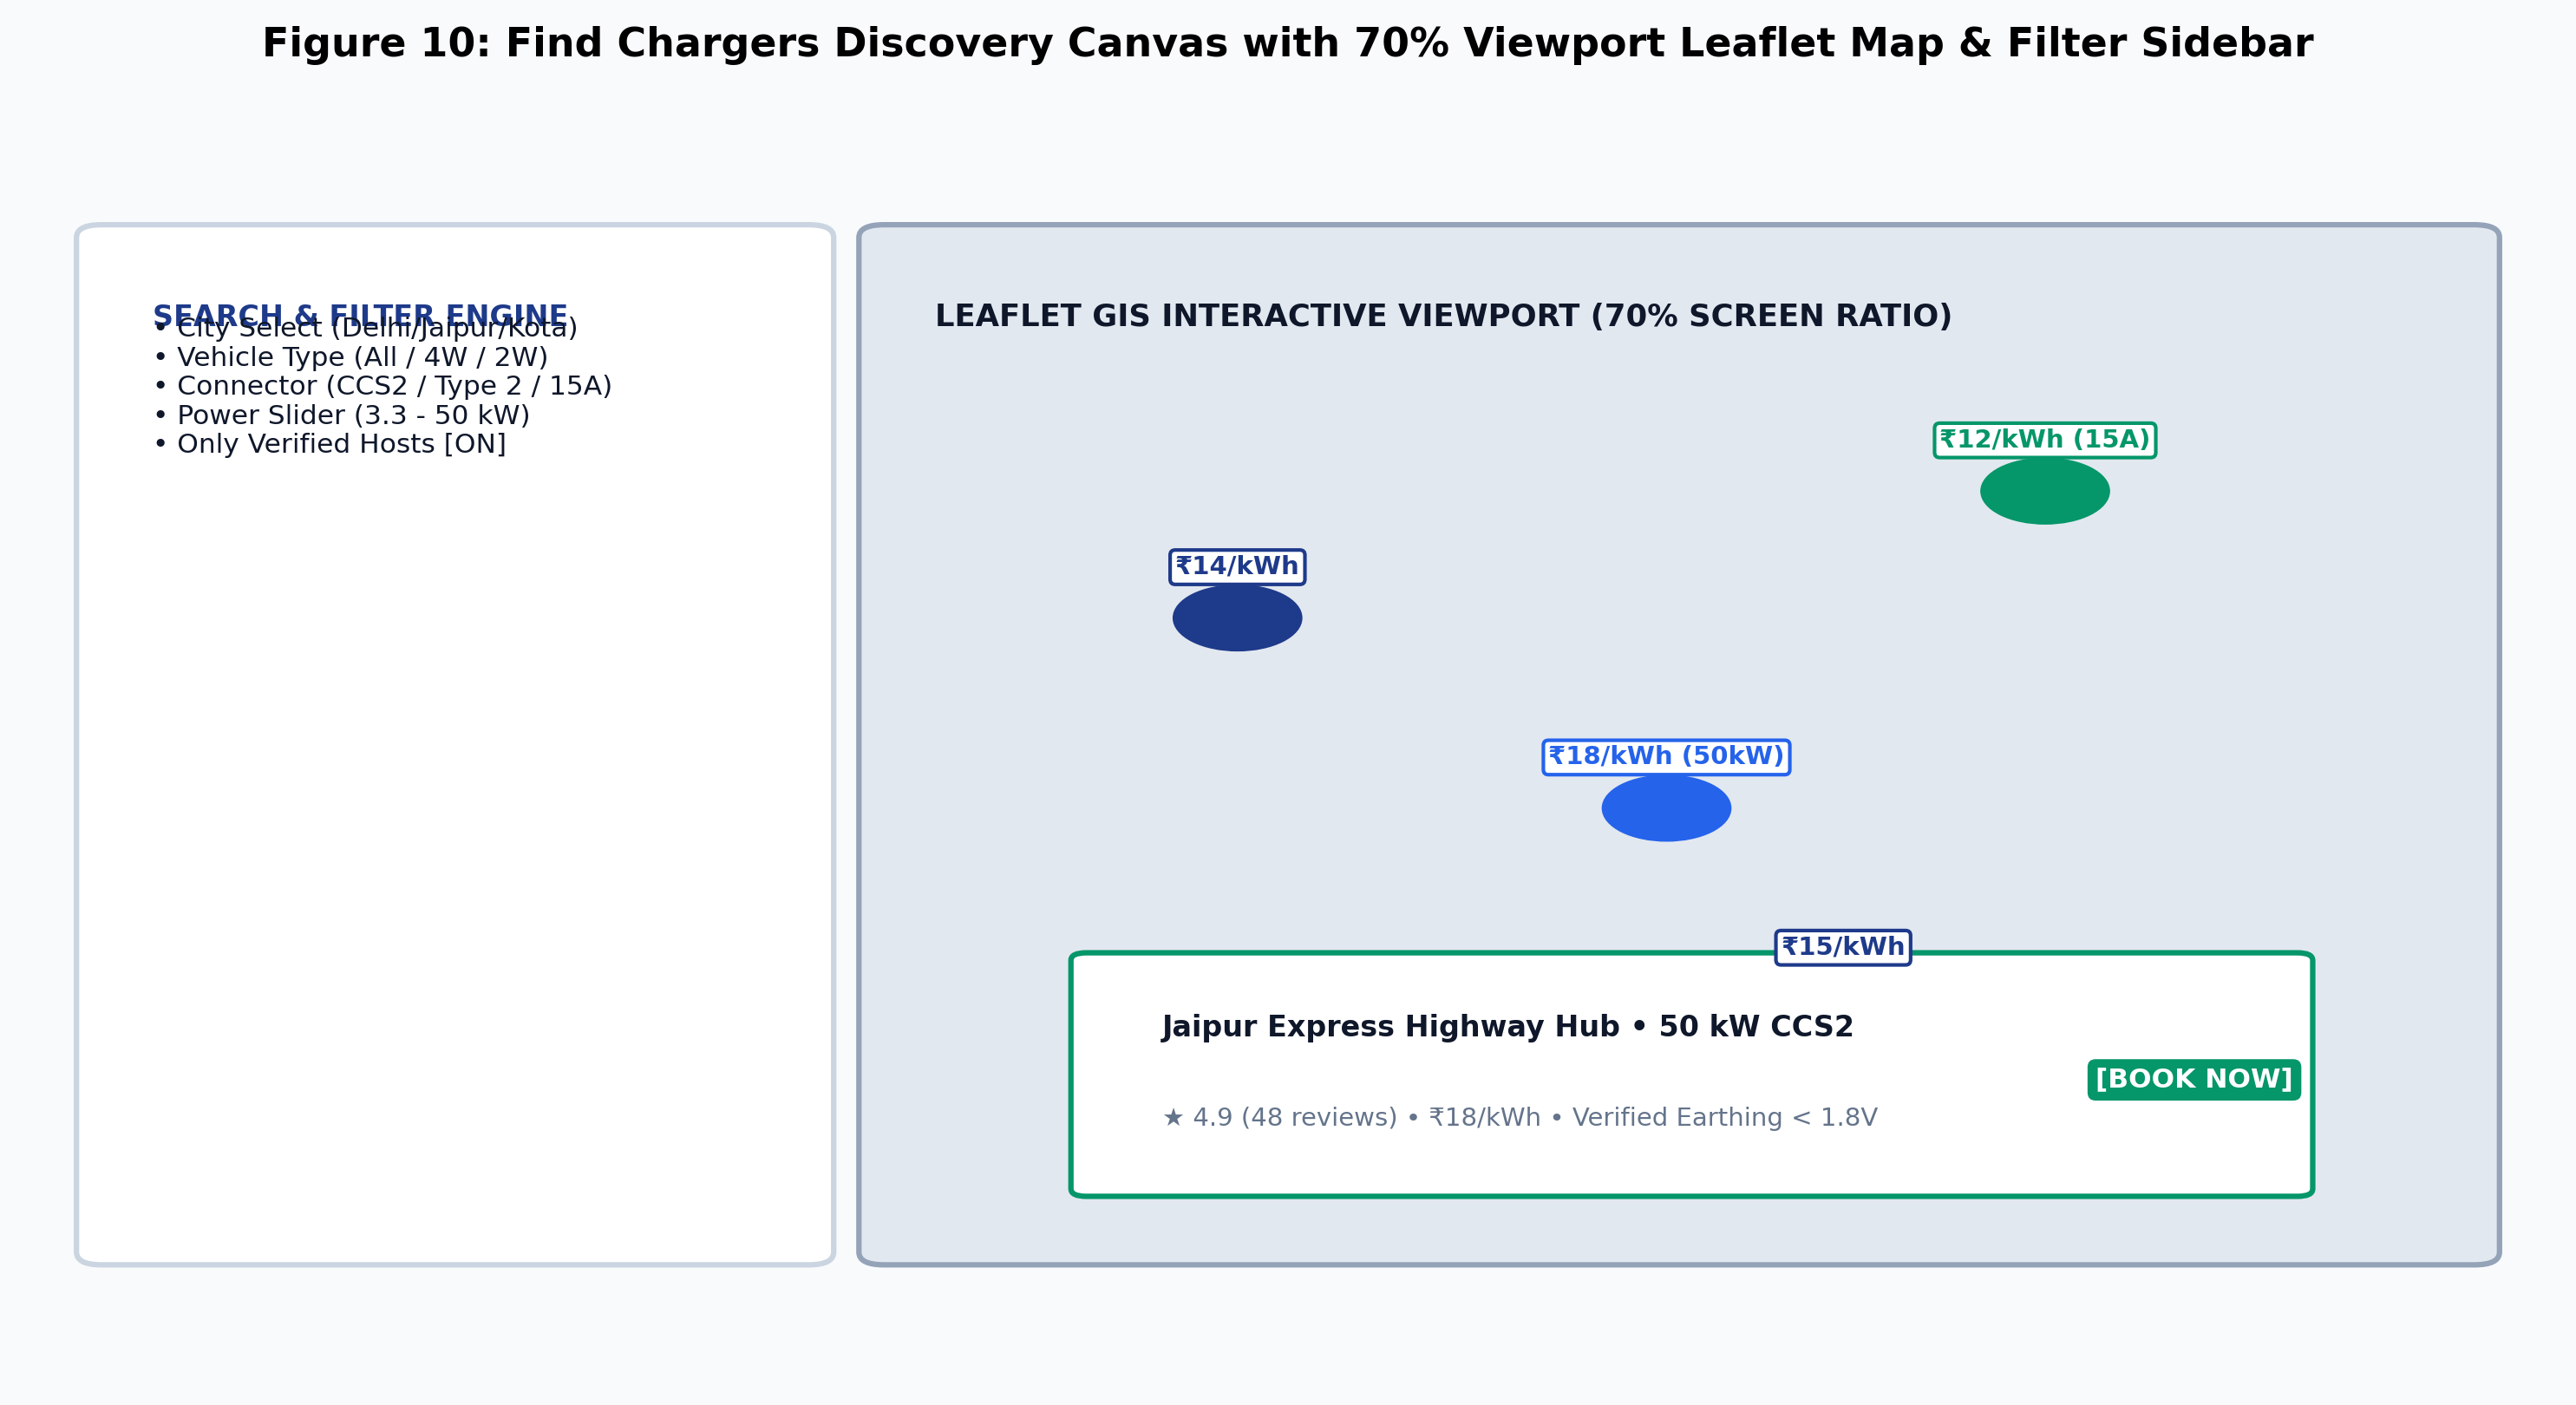 Figure 10: Find Chargers Discovery Canvas with 70% Viewport Leaflet Map & Filter Sidebar
SEARCH & FILTER ENGINE
• City Select (Delhi/Jaipur/Kota)
• Vehicle Type (All / 4W / 2W)
• Connector (CCS2 / Type 2 / 15A)
• Power Slider (3.3 - 50 kW)
• Only Verified Hosts [ON]
LEAFLET GIS INTERACTIVE VIEWPORT (70% SCREEN RATIO)
₹12/kWh (15A)
₹14/kWh
₹18/kWh (50kW)
₹15/kWh
Jaipur Express Highway Hub • 50 kW CCS2
[BOOK NOW]
★ 4.9 (48 reviews) • ₹18/kWh • Verified Earthing < 1.8V